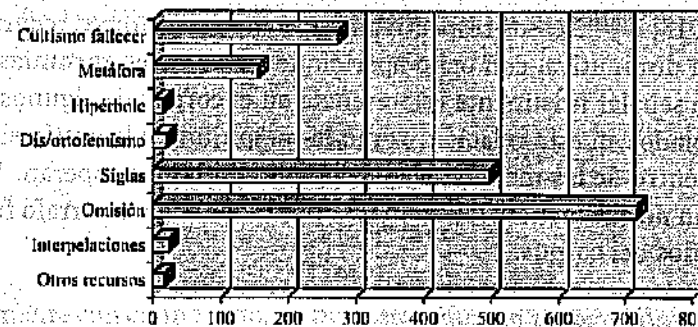 Cultismo fallecer
Metáfora
Hipérbole
Dis/ortofemismo
Siglas
Omisión
Interpelaciones
Otros recursos
0 100 200 300 400 500 600 700 80